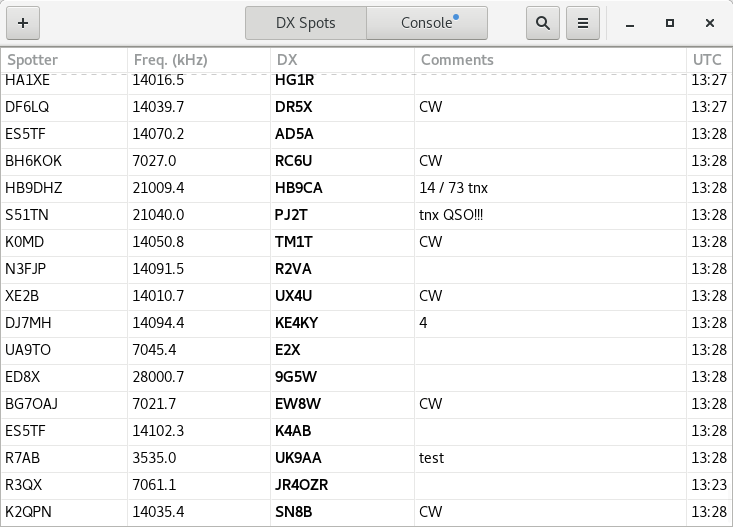 DX Spots Console
Spotter Freq. (kHz) DX Comments UTC
HA1XE 14016.5 HG1R 13:27
DF6LQ 14039.7 DR5X CW 13:27
ES5TF 14070.2 AD5A 13:28
BH6KOK 7027.0 RC6U CW 13:28
HB9DHZ 21009.4 HB9CA 14 / 73 tnx 13:28
S51TN 21040.0 PJ2T tnx QSO!!! 13:28
K0MD 14050.8 TM1T CW 13:28
N3FJP 14091.5 R2VA 13:28
XE2B 14010.7 UX4U CW 13:28
DJ7MH 14094.4 KE4KY 4 13:28
UA9TO 7045.4 E2X 13:28
ED8X 28000.7 9G5W 13:28
BG7OAJ 7021.7 EW8W CW 13:28
ES5TF 14102.3 K4AB 13:28
R7AB 3535.0 UK9AA test 13:28
R3QX 7061.1 JR4OZR 13:23
K2QPN 14035.4 SN8B CW 13:28